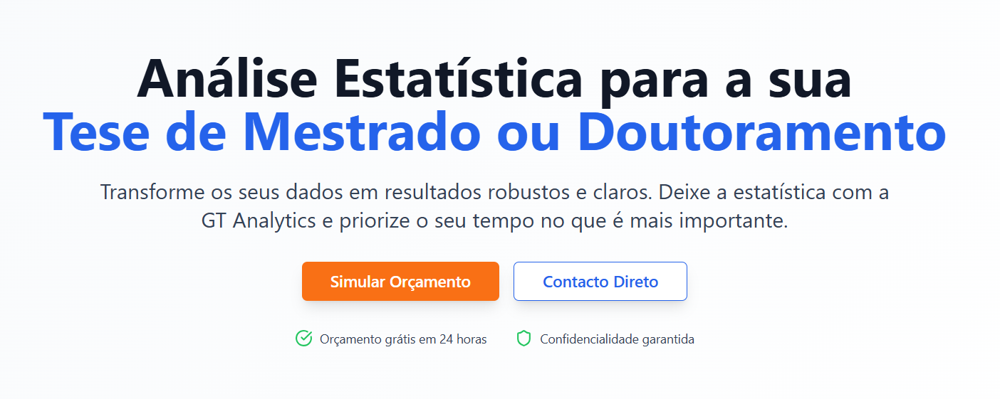 Análise Estatística para a sua
Tese de Mestrado ou Doutoramento
Transforme os seus dados em resultados robustos e claros. Deixe a estatística com a
GT Analytics e priorize o seu tempo no que é mais importante.
Simular Orçamento
Contacto Direto
Orçamento grátis em 24 horas
Confidencialidade garantida